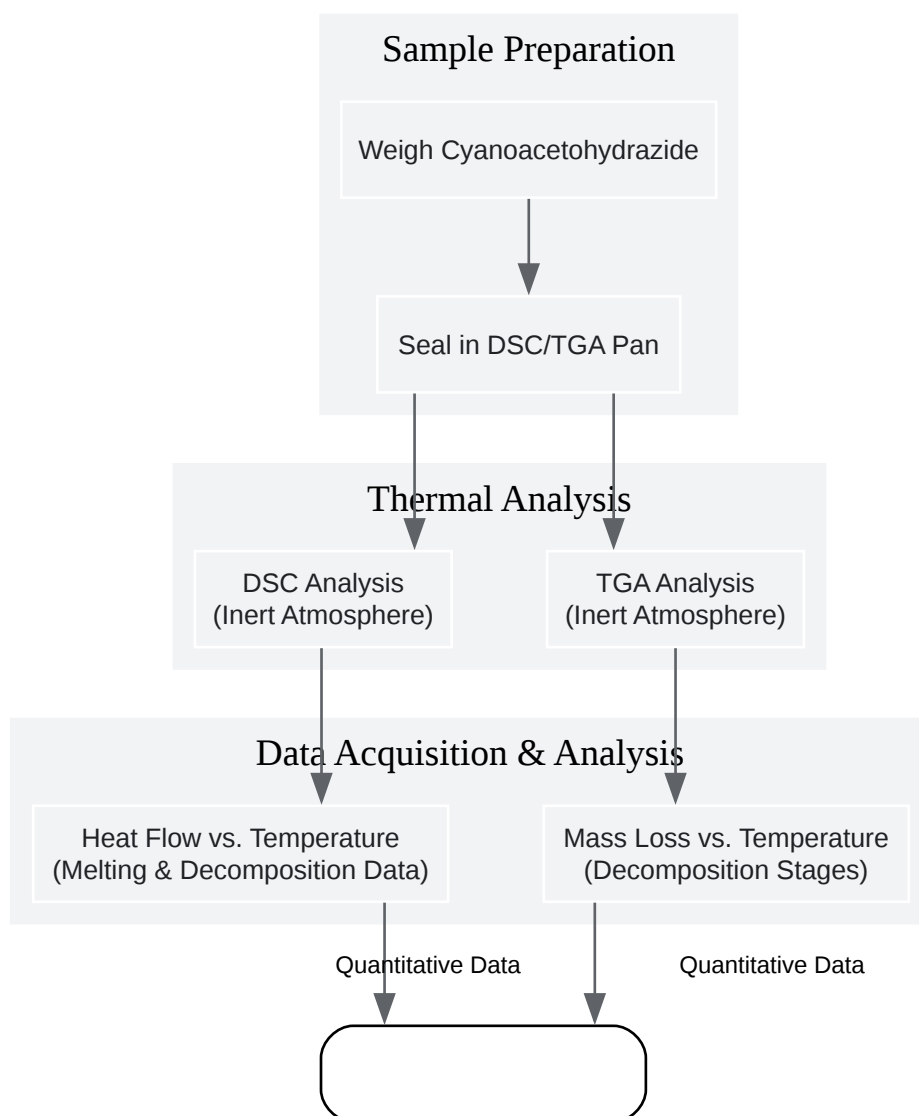 Sample Preparation
Weigh Cyanoacetohydrazide
Seal in DSC/TGA Pan
Thermal Analysis
DSC Analysis
(Inert Atmosphere)
TGA Analysis
(Inert Atmosphere)
Data Acquisition & Analysis
Heat Flow vs. Temperature
(Melting & Decomposition Data)
Mass Loss vs. Temperature
(Decomposition Stages)
Quantitative Data
Quantitative Data